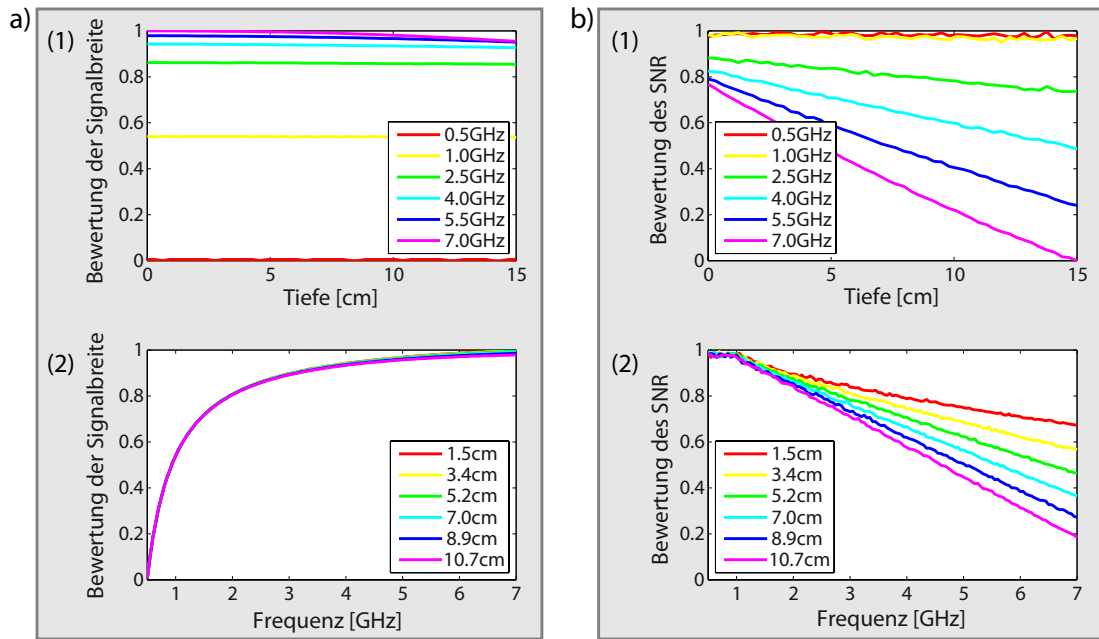 a)
(1)
Bewertung der Signalbreite
1
0.8
0.6
0.4
0.2
0
0.5GHz
1.0GHz
2.5GHz
4.0GHz
5.5GHz
7.0GHz
0 5 10 15
Tiefe [cm]
(2)
Bewertung der Signalbreite
1
0.8
0.6
0.4
0.2
0
1.5cm
3.4cm
5.2cm
7.0cm
8.9cm
10.7cm
1 2 3 4 5 6 7
Frequenz [GHz]
b)
(1)
Bewertung des SNR
1
0.8
0.6
0.4
0.2
0
0.5GHz
1.0GHz
2.5GHz
4.0GHz
5.5GHz
7.0GHz
0 5 10 15
Tiefe [cm]
(2)
Bewertung des SNR
1
0.8
0.6
0.4
0.2
0
1.5cm
3.4cm
5.2cm
7.0cm
8.9cm
10.7cm
1 2 3 4 5 6 7
Frequenz [GHz]